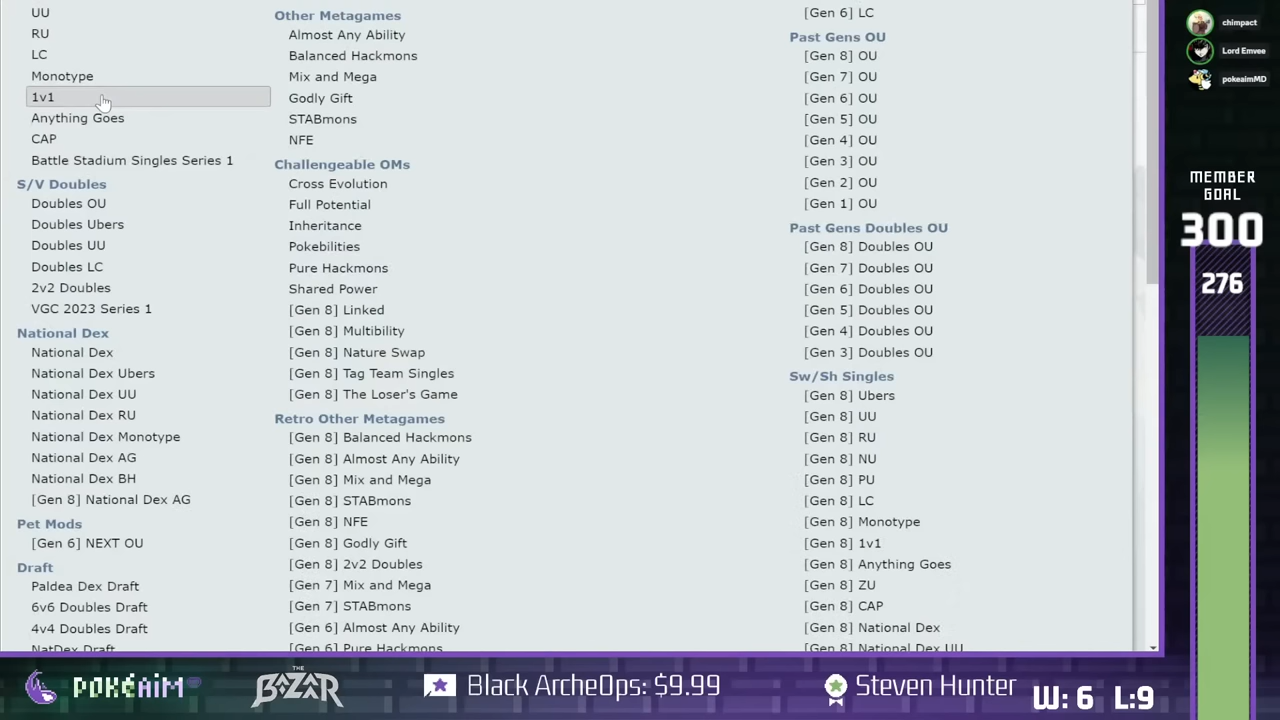 UU
RU
LC
Monotype
1v1
Anything Goes
CAP
Battle Stadium Singles Series 1
S/V Doubles
Doubles OU
Doubles Ubers
Doubles UU
Doubles LC
2v2 Doubles
VGC 2023 Series 1
National Dex
National Dex
National Dex Ubers
National Dex UU
National Dex RU
National Dex Monotype
National Dex AG
National Dex BH
[Gen 8] National Dex AG
Pet Mods
[Gen 6] NEXT OU
Draft
Paldea Dex Draft
6v6 Doubles Draft
4v4 Doubles Draft
NatDex Draft
Other Metagames
Almost Any Ability
Balanced Hackmons
Mix and Mega
Godly Gift
STABmons
NFE
Challengeable OMs
Cross Evolution
Full Potential
Inheritance
Pokebilities
Pure Hackmons
Shared Power
[Gen 8] Linked
[Gen 8] Multibility
[Gen 8] Nature Swap
[Gen 8] Tag Team Singles
[Gen 8] The Loser's Game
Retro Other Metagames
[Gen 8] Balanced Hackmons
[Gen 8] Almost Any Ability
[Gen 8] Mix and Mega
[Gen 8] STABmons
[Gen 8] NFE
[Gen 8] Godly Gift
[Gen 8] 2v2 Doubles
[Gen 7] Mix and Mega
[Gen 7] STABmons
[Gen 6] Almost Any Ability
[Gen 6] Pure Hackmons
[Gen 6] LC
Past Gens OU
[Gen 8] OU
[Gen 7] OU
[Gen 6] OU
[Gen 5] OU
[Gen 4] OU
[Gen 3] OU
[Gen 2] OU
[Gen 1] OU
Past Gens Doubles OU
[Gen 8] Doubles OU
[Gen 7] Doubles OU
[Gen 6] Doubles OU
[Gen 5] Doubles OU
[Gen 4] Doubles OU
[Gen 3] Doubles OU
Sw/Sh Singles
[Gen 8] Ubers
[Gen 8] UU
[Gen 8] RU
[Gen 8] NU
[Gen 8] PU
[Gen 8] LC
[Gen 8] Monotype
[Gen 8] 1v1
[Gen 8] Anything Goes
[Gen 8] ZU
[Gen 8] CAP
[Gen 8] National Dex
[Gen 8] National Dex UU
chimpact
Lord Emvee
pokeaimMD
MEMBER
GOAL
300
276
POKÉAIM MD
THE
BAZAR
Black ArcheOps: $9.99
Steven Hunter
W: 6 L:9